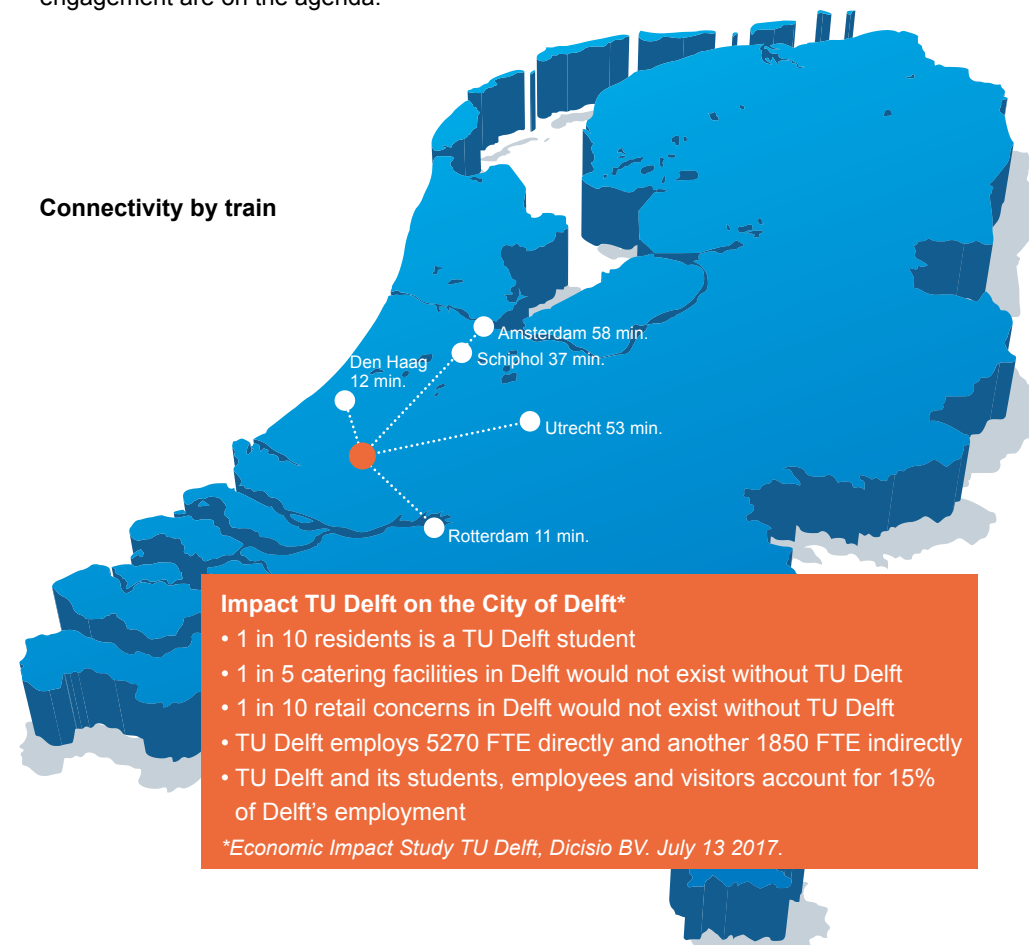 engagement are on the agenda.
Connectivity by train
Amsterdam 58 min.
Schiphol 37 min.
Den Haag
12 min.
Utrecht 53 min.
Rotterdam 11 min.
Impact TU Delft on the City of Delft*
• 1 in 10 residents is a TU Delft student
• 1 in 5 catering facilities in Delft would not exist without TU Delft
• 1 in 10 retail concerns in Delft would not exist without TU Delft
• TU Delft employs 5270 FTE directly and another 1850 FTE indirectly
• TU Delft and its students, employees and visitors account for 15%
of Delft's employment
*Economic Impact Study TU Delft, Dicisio BV. July 13 2017.